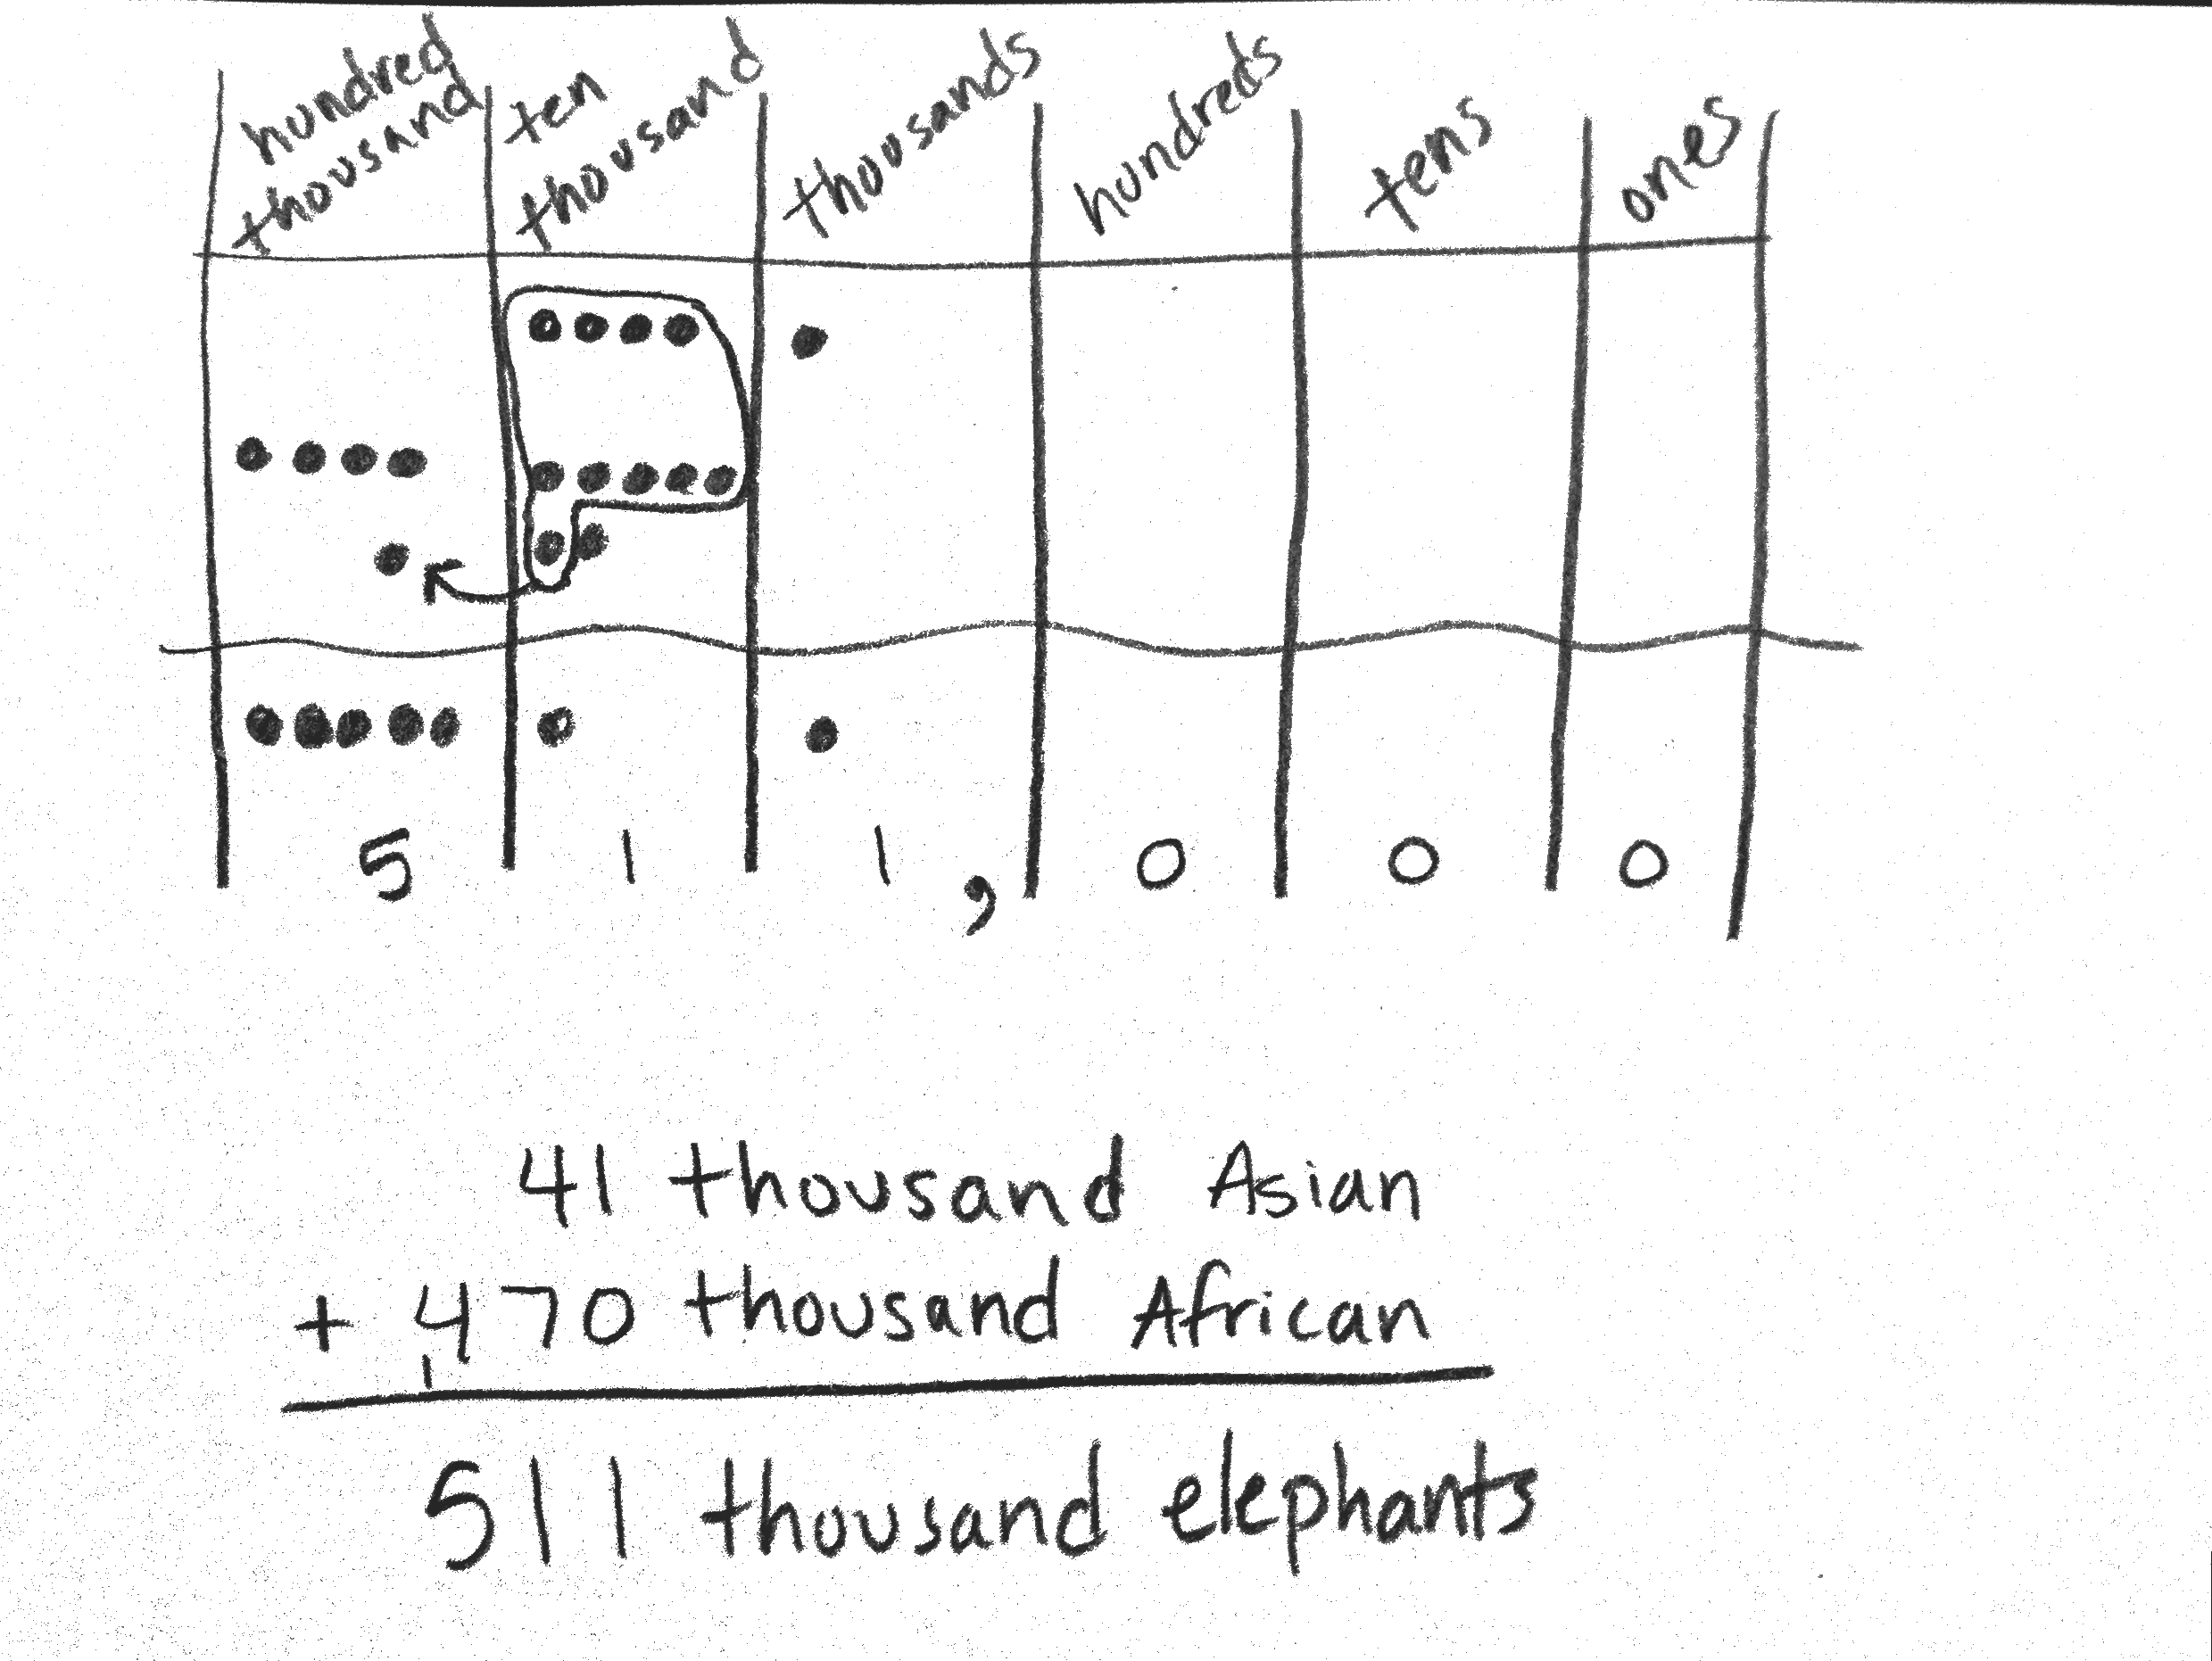 hundred thousand
ten thousand
thousands
hundreds
tens
ones
5 1 1 , 0 0 0
41 thousand Asian
+ 470 thousand African
1
511 thousand elephants